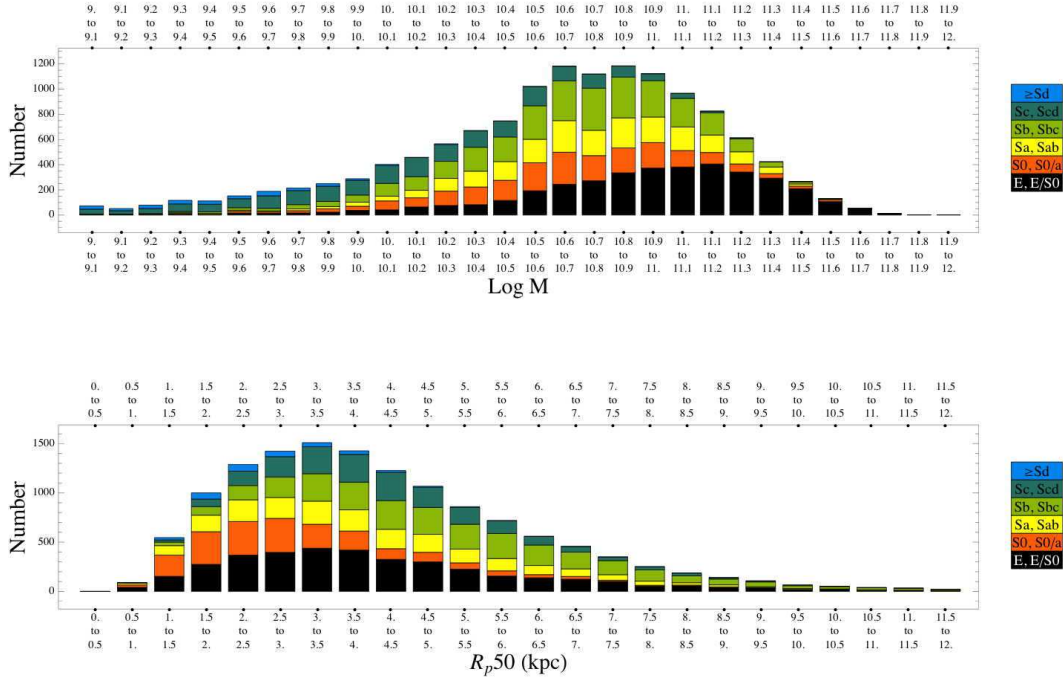 9. 9.1 9.2 9.3 9.4 9.5 9.6 9.7 9.8 9.9 10. 10.1 10.2 10.3 10.4 10.5 10.6 10.7 10.8 10.9 11. 11.1 11.2 11.3 11.4 11.5 11.6 11.7 11.8 11.9
to to to to to to to to to to to to to to to to to to to to to to to to to to to to to to
9.1 9.2 9.3 9.4 9.5 9.6 9.7 9.8 9.9 10. 10.1 10.2 10.3 10.4 10.5 10.6 10.7 10.8 10.9 11. 11.1 11.2 11.3 11.4 11.5 11.6 11.7 11.8 11.9 12.
1200
1000
800
600
400
200
0
Number
≥Sd
Sc, Scd
Sb, Sbc
Sa, Sab
S0, S0/a
E, E/S0
9. 9.1 9.2 9.3 9.4 9.5 9.6 9.7 9.8 9.9 10. 10.1 10.2 10.3 10.4 10.5 10.6 10.7 10.8 10.9 11. 11.1 11.2 11.3 11.4 11.5 11.6 11.7 11.8 11.9
to to to to to to to to to to to to to to to to to to to to to to to to to to to to to to
9.1 9.2 9.3 9.4 9.5 9.6 9.7 9.8 9.9 10. 10.1 10.2 10.3 10.4 10.5 10.6 10.7 10.8 10.9 11. 11.1 11.2 11.3 11.4 11.5 11.6 11.7 11.8 11.9 12.
Log M
0. 0.5 1. 1.5 2. 2.5 3. 3.5 4. 4.5 5. 5.5 6. 6.5 7. 7.5 8. 8.5 9. 9.5 10. 10.5 11. 11.5
to to to to to to to to to to to to to to to to to to to to to to to to
0.5 1. 1.5 2. 2.5 3. 3.5 4. 4.5 5. 5.5 6. 6.5 7. 7.5 8. 8.5 9. 9.5 10. 10.5 11. 11.5 12.
1500
1000
500
0
Number
≥Sd
Sc, Scd
Sb, Sbc
Sa, Sab
S0, S0/a
E, E/S0
0. 0.5 1. 1.5 2. 2.5 3. 3.5 4. 4.5 5. 5.5 6. 6.5 7. 7.5 8. 8.5 9. 9.5 10. 10.5 11. 11.5
to to to to to to to to to to to to to to to to to to to to to to to to
0.5 1. 1.5 2. 2.5 3. 3.5 4. 4.5 5. 5.5 6. 6.5 7. 7.5 8. 8.5 9. 9.5 10. 10.5 11. 11.5 12.
Rp50 (kpc)